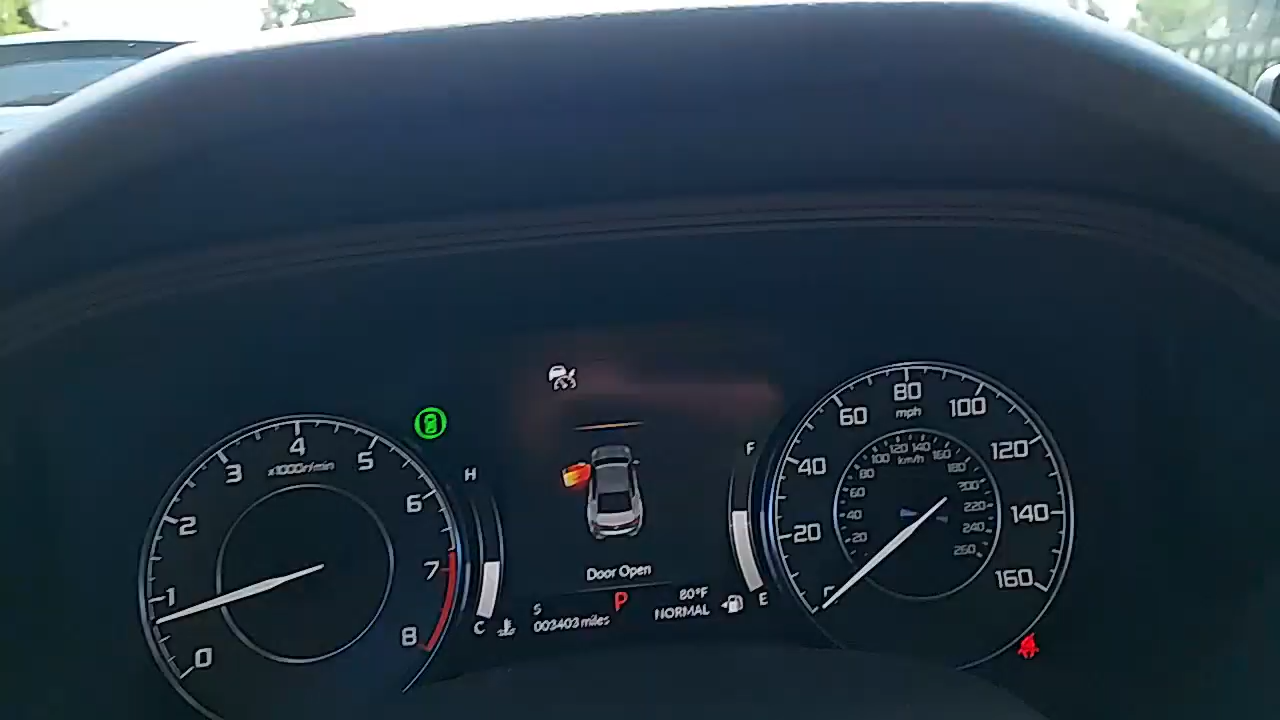 0
1
2
3
4
5
6
7
8
x1000r/min
H
C
Door Open
S
003403 miles
P
80°F
NORMAL
F
E
20
40
60
80
100
120
140
160
mph
20
40
60
80
100
120
140
160
180
200
220
240
260
km/h